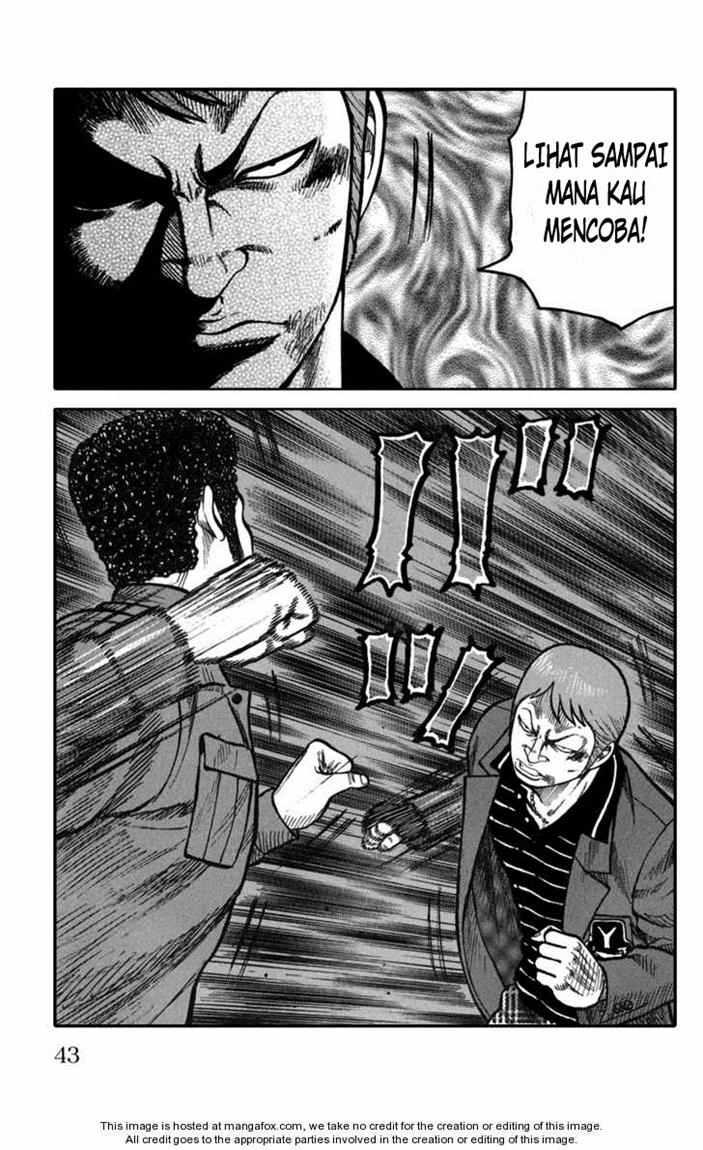 LIHAT SAMPAI
MANA KAU
MENCOBA!
Y
43
This image is hosted at mangafox.com, we take no credit for the creation or editing of this image.
All credit goes to the appropriate parties involved in the creation or editing of this image.